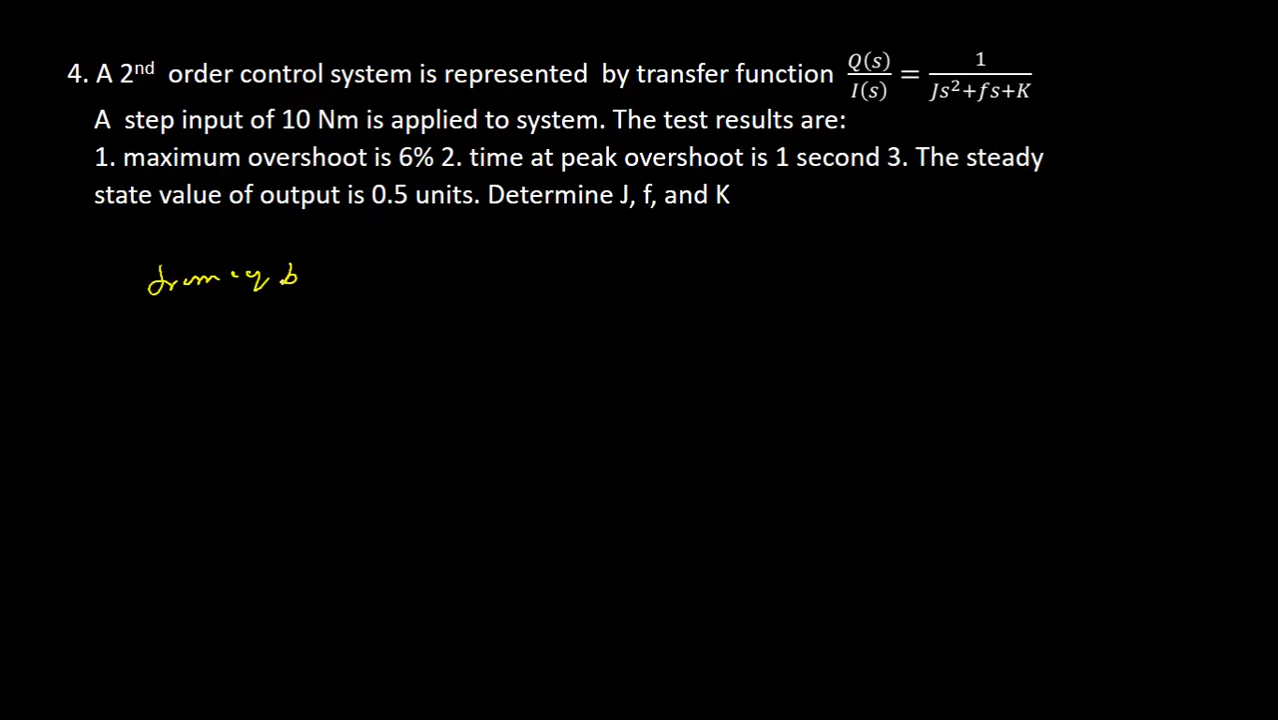 4. A 2nd order control system is represented by transfer function Q(s)/I(s) = 1/(Js²+fs+K)
A step input of 10 Nm is applied to system. The test results are:
1. maximum overshoot is 6% 2. time at peak overshoot is 1 second 3. The steady
state value of output is 0.5 units. Determine J, f, and K